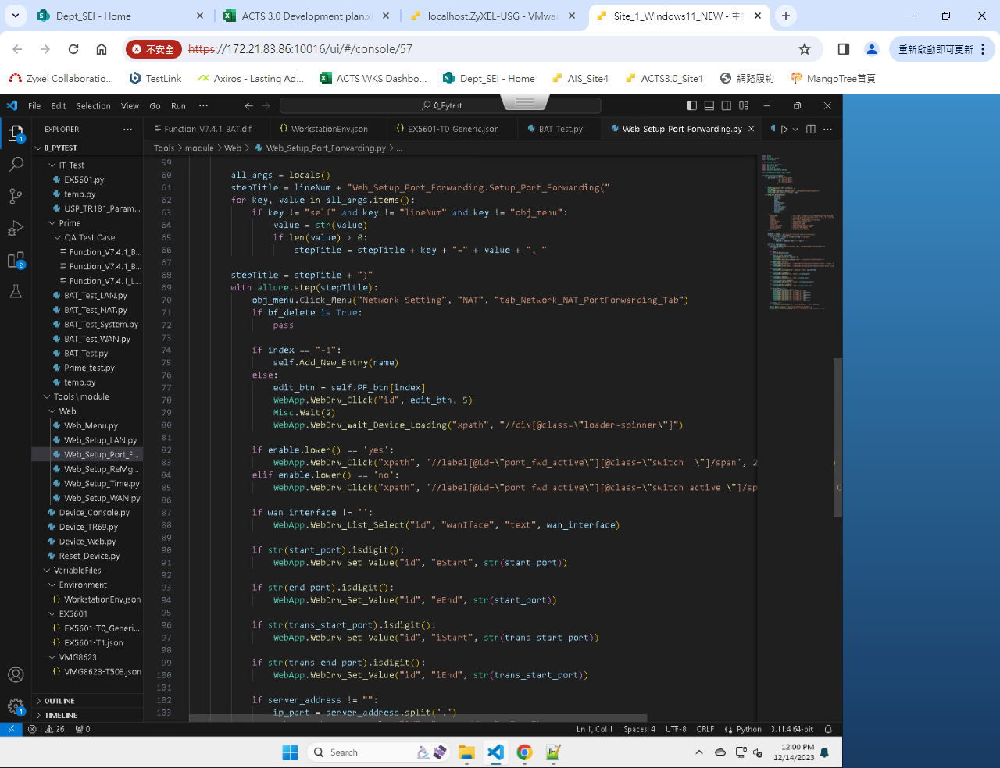 Dept_SEI - Home
ACTS 3.0 Development plan.xl
localhost.ZyXEL-USG - VMwa
Site_1_WIndows11_NEW - 主
不安全
https://172.21.83.86:10016/ui/#/console/57
重新啟動即可更新
Zyxel Collaboratio...
TestLink
Axiros - Lasting Ad...
ACTS WKS Dashbo...
Dept_SEI - Home
AIS_Site4
ACTS3.0_Site1
網路履約
MangoTree首頁
File Edit Selection View Go Run ···
0_Pytest
EXPLORER
Function_V7.4.1_BAT.dlf
WorkstationEnv.json
EX5601-T0_Generic.json
BAT_Test.py
Web_Setup_Port_Forwarding.py
0_PYTEST
Tools > module > Web > Web_Setup_Port_Forwarding.py > ...
IT_Test
EX5601.py
temp.py
USP_TR181_Param...
Prime
QA Test Case
Function_V7.4.1_B...
Function_V7.4.1_B...
Function_V7.4.1_L...
BAT_Test_LAN.py
BAT_Test_NAT.py
BAT_Test_System.py
BAT_Test_WAN.py
BAT_Test.py
Prime_test.py
temp.py
Tools\module
Web
Web_Menu.py
Web_Setup_LAN.py
Web_Setup_Port_F...
Web_Setup_ReMg...
Web_Setup_Time.py
Web_Setup_WAN.py
Device_Console.py
Device_TR69.py
Device_Web.py
Reset_Device.py
VariableFiles
Environment
{} WorkstationEnv.json
EX5601
{} EX5601-T0_Generi...
{} EX5601-T1.json
VMG8623
{} VMG8623-T50B.json
OUTLINE
TIMELINE
59
60 all_args = locals()
61 stepTitle = lineNum + "Web_Setup_Port_Forwarding.Setup_Port_Forwarding("
62 for key, value in all_args.items():
63 if key != "self" and key != "lineNum" and key != "obj_menu":
64 value = str(value)
65 if len(value) > 0:
66 stepTitle = stepTitle + key + "=" + value + ", "
67
68 stepTitle = stepTitle + ")"
69 with allure.step(stepTitle):
70 obj_menu.Click_Menu("Network Setting", "NAT", "tab_Network_NAT_PortForwarding_Tab")
71 if bf_delete is True:
72 pass
73
74 if index == "-1":
75 self.Add_New_Entry(name)
76 else:
77 edit_btn = self.PF_btn[index]
78 WebApp.WebDrv_Click("id", edit_btn, 5)
79 Misc.Wait(2)
80 WebApp.WebDrv_Wait_Device_Loading("xpath", "//div[@class=\"loader-spinner\"]")
81
82 if enable.lower() == 'yes':
83 WebApp.WebDrv_Click("xpath", '//label[@id=\"port_fwd_active\"][@class=\"switch  \"]/span', 2 )
84 elif enable.lower() == 'no':
85 WebApp.WebDrv_Click("xpath", '//label[@id=\"port_fwd_active\"][@class=\"switch active \"]/sp C
86
87 if wan_interface != '':
88 WebApp.WebDrv_List_Select("id", "wanIface", "text", wan_interface)
89
90 if str(start_port).isdigit():
91 WebApp.WebDrv_Set_Value("id", "eStart", str(start_port))
92
93 if str(end_port).isdigit():
94 WebApp.WebDrv_Set_Value("id", "eEnd", str(start_port))
95
96 if str(trans_start_port).isdigit():
97 WebApp.WebDrv_Set_Value("id", "iStart", str(trans_start_port))
98
99 if str(trans_end_port).isdigit():
100 WebApp.WebDrv_Set_Value("id", "iEnd", str(trans_start_port))
101
102 if server_address != "":
103 ip_part = server_address.split('.')
1 26 0
Ln 1, Col 1 Spaces: 4 UTF-8 CRLF Python 3.11.4 64-bit
Search
12:00 PM
12/14/2023